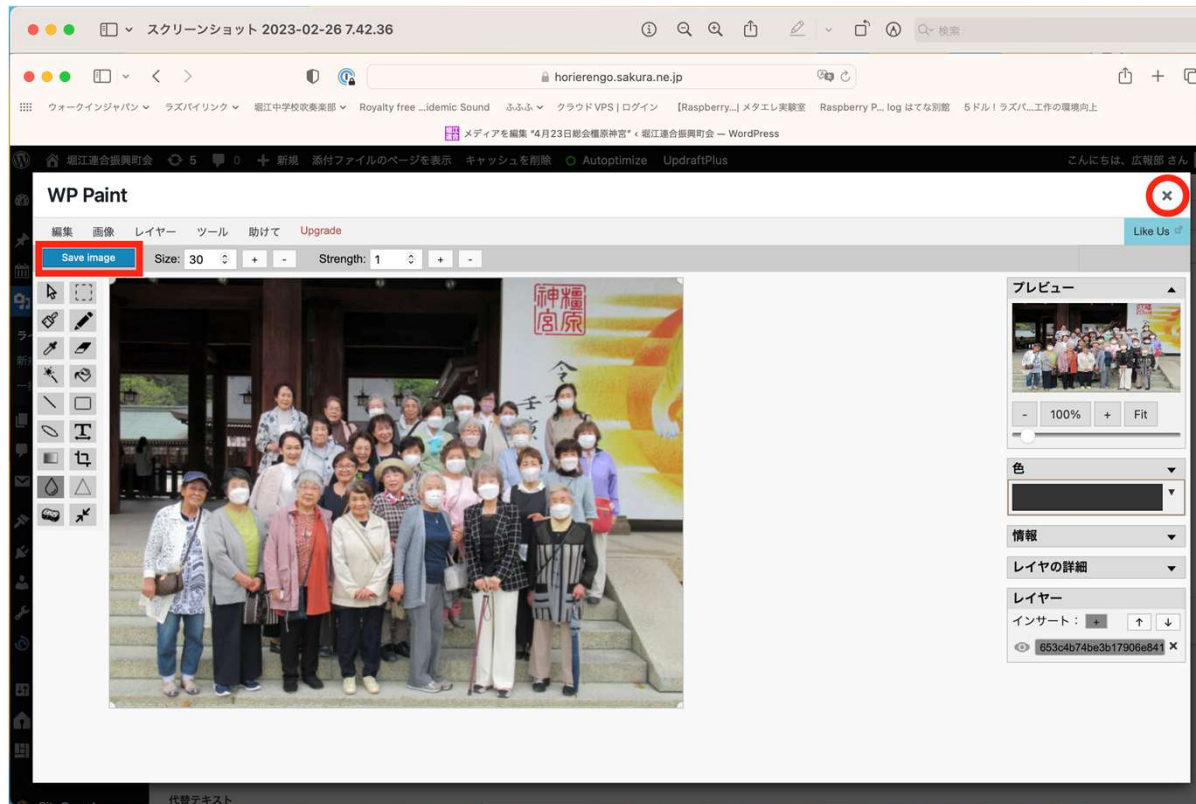 スクリーンショット 2023-02-26 7.42.36
検索
horierengo.sakura.ne.jp
ウォークインジャパン ラズパイリンク 堀江中学校吹奏楽部 Royalty free ...idemic Sound ふふふ クラウド VPS | ログイン 【Raspberry...| メタエレ実験室 Raspberry P... log はてな別館 5ドル!ラズパ...工作の環境向上
メディアを編集 "4月23日総会橿原神宮" ‹ 堀江連合振興町会 — WordPress
堀江連合振興町会 5 0 新規 添付ファイルのページを表示 キャッシュを削除 Autoptimize UpdraftPlus こんにちは、広報部 さん
WP Paint
編集 画像 レイヤー ツール 助けて Upgrade Like Us
Save image Size: 30 + - Strength: 1 + -
プレビュー
橿原
神宮
令
壬
- 100% + Fit
色
情報
レイヤの詳細
レイヤー
インサート: + ↑ ↓
653c4b74be3b17906e841
代替テキスト